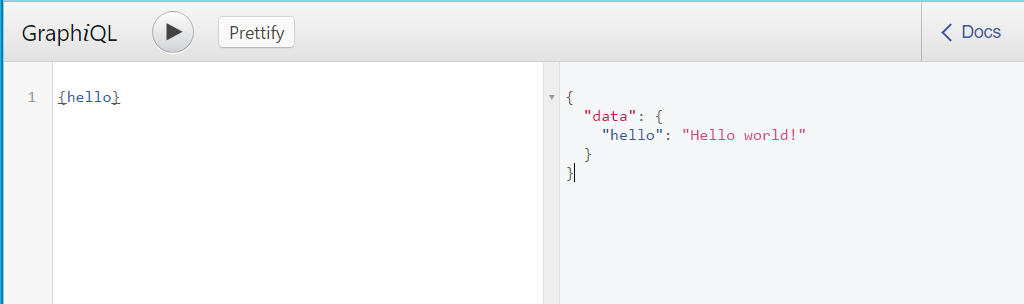 GraphiQL
Prettify
Docs
1 {hello}
{
  "data": {
    "hello": "Hello world!"
  }
}